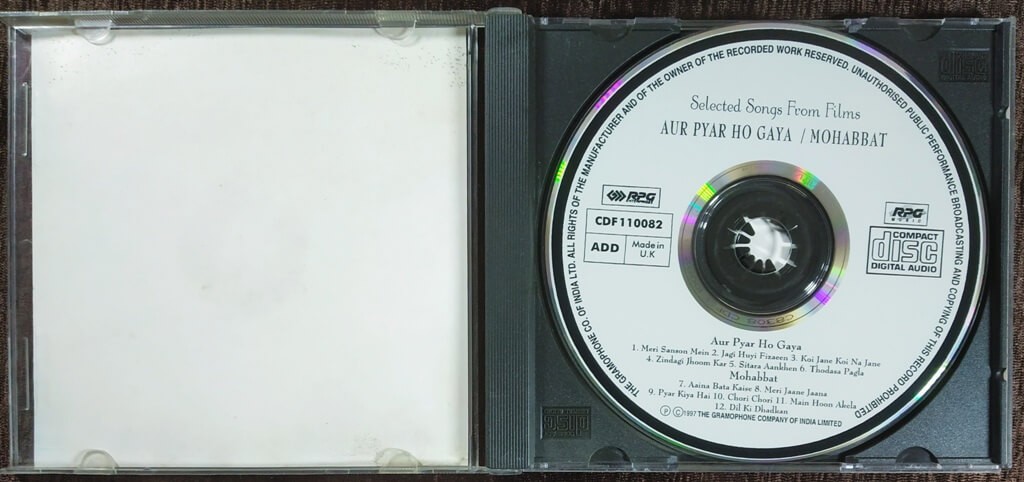 THE GRAMOPHONE CO. OF INDIA LTD. ALL RIGHTS OF THE MANUFACTURER AND OF THE OWNER OF THE RECORDED WORK RESERVED. UNAUTHORISED PUBLIC PERFORMANCE BROADCASTING AND COPYING OF THIS RECORD PROHIBITED
Selected Songs From Films
AUR PYAR HO GAYA / MOHABBAT
RPG
CDF 110082
ADD
Made in
U.K
RPG
MUSIC
COMPACT
disc
DIGITAL AUDIO
Aur Pyar Ho Gaya
1. Meri Sanson Mein 2. Jagi Huyi Fizaeen 3. Koi Jane Koi Na Jane
4. Zindagi Jhoom Kar 5. Sitara Aankhen 6. Thodasa Pagla
Mohabbat
7. Aaina Bata Kaise 8. Meri Jaane Jaana
9. Pyar Kiya Hai 10. Chori Chori 11. Main Hoon Akela
12. Dil Ki Dhadkan
Ⓟ ©1997 THE GRAMOPHONE COMPANY OF INDIA LIMITED